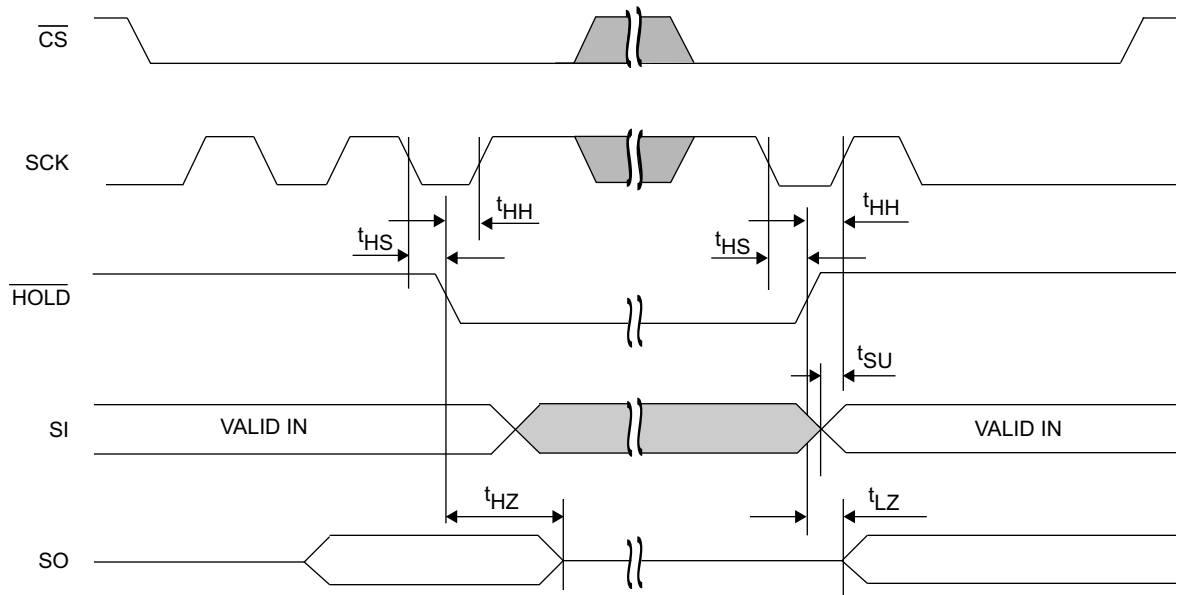 CS
SCK
tHH
tHH
tHS
tHS
HOLD
tSU
SI
VALID IN
VALID IN
tHZ
tLZ
SO